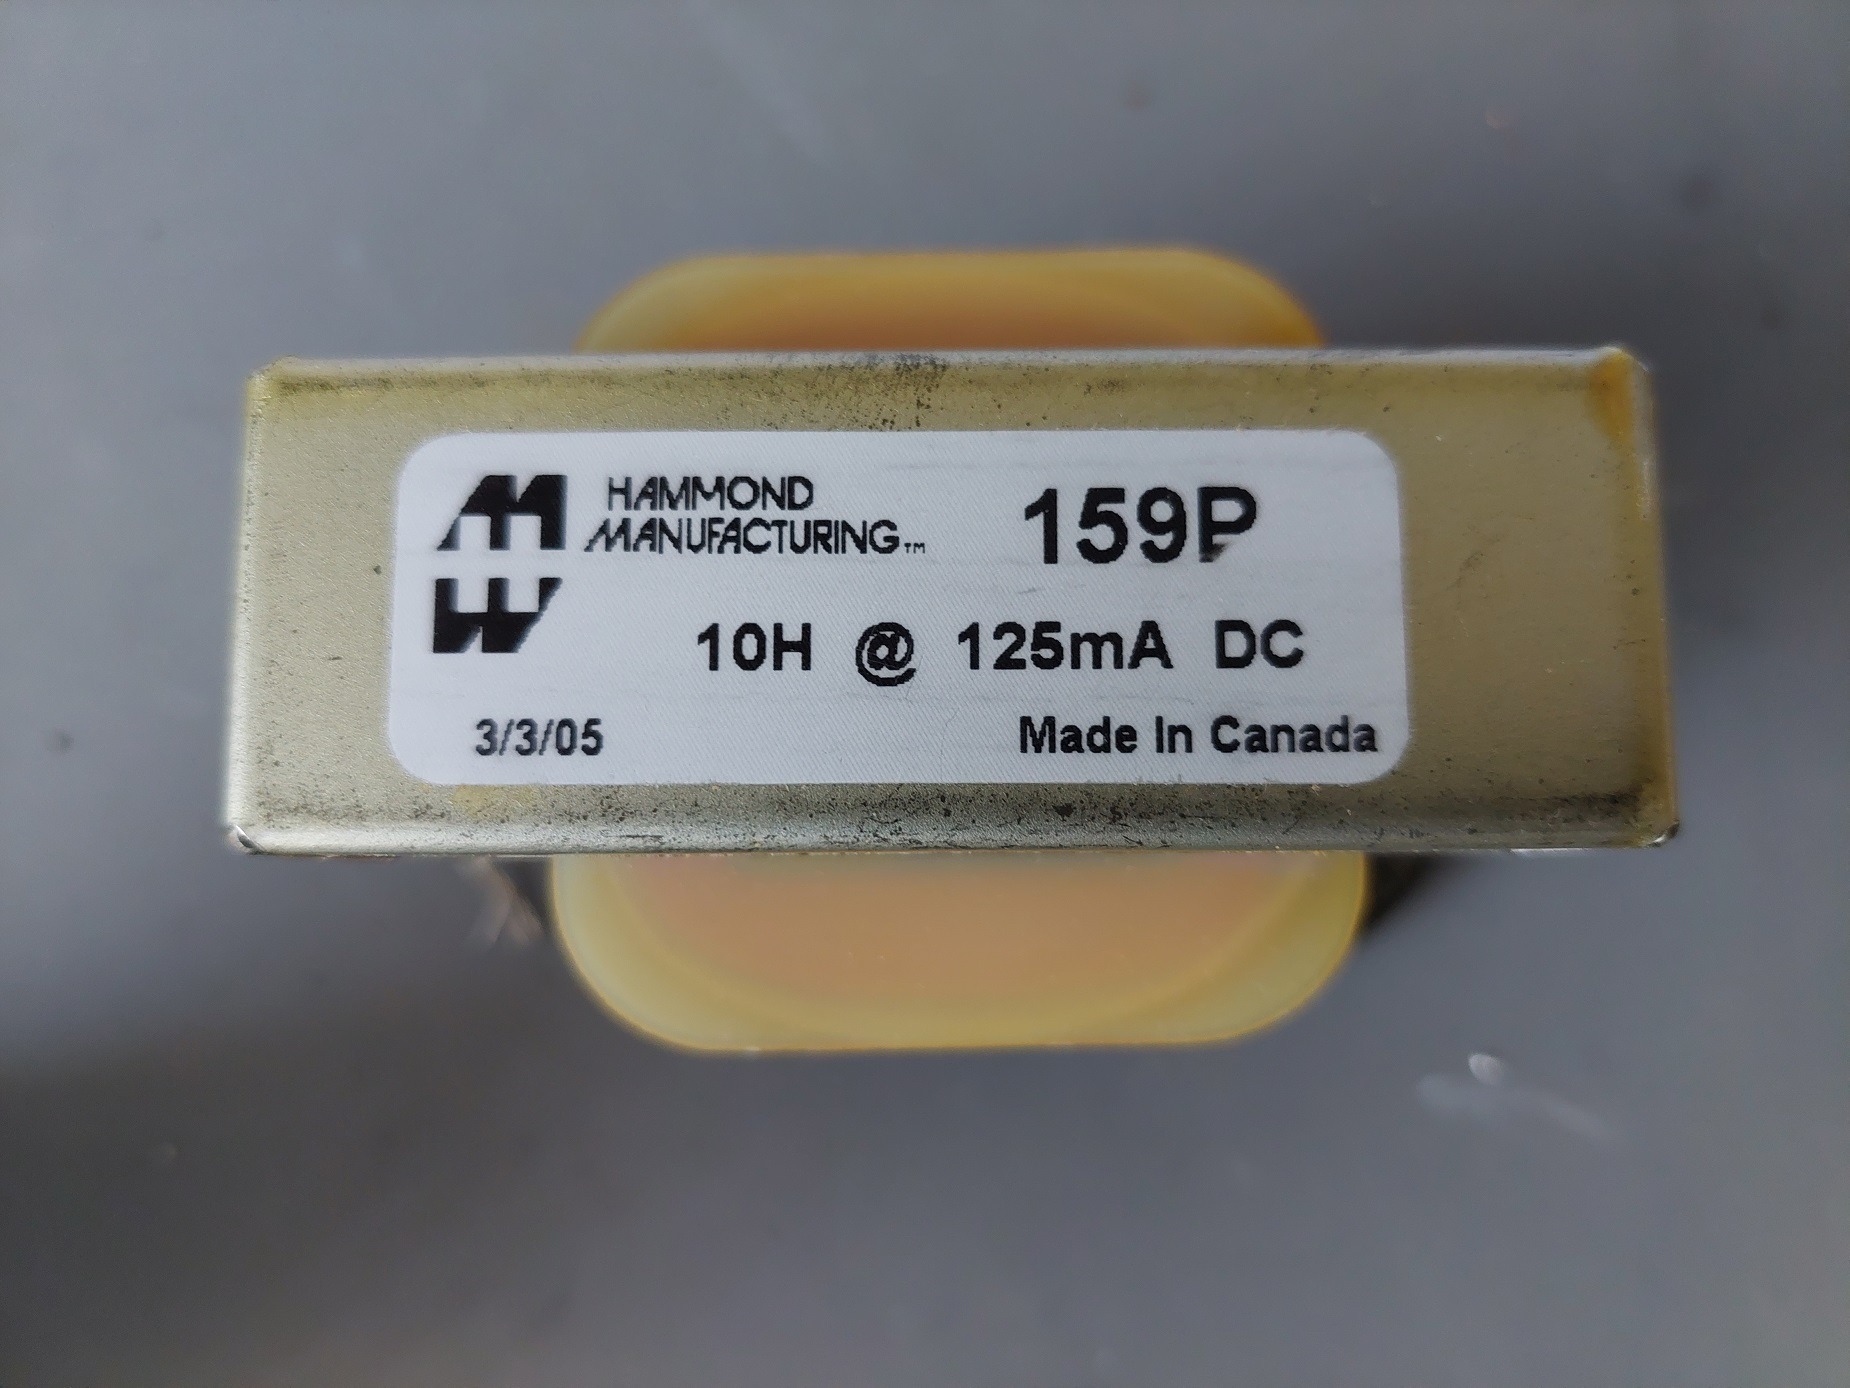 HAMMOND
MANUFACTURING™
159P
10H @ 125mA DC
3/3/05
Made In Canada